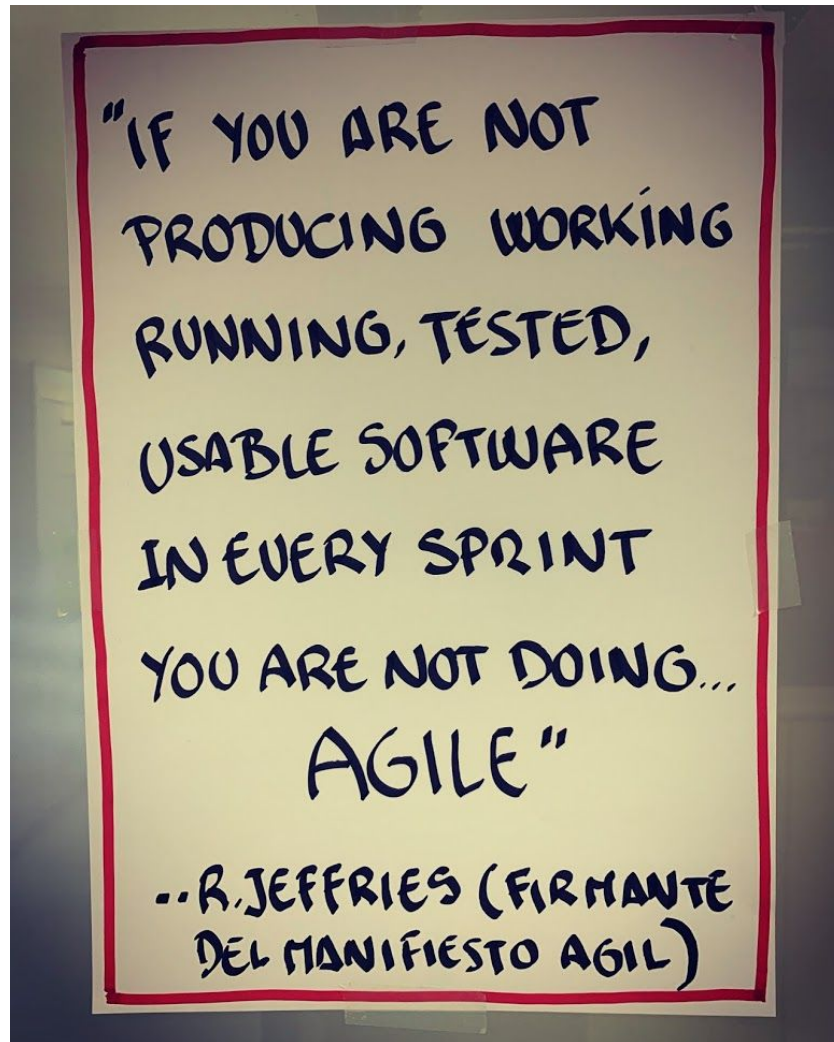 "IF YOU ARE NOT
PRODUCING WORKING
RUNNING, TESTED,
USABLE SOFTWARE
IN EVERY SPRINT
YOU ARE NOT DOING...
AGILE"
-- R. JEFFRIES (FIRMANTE
DEL MANIFIESTO AGIL)